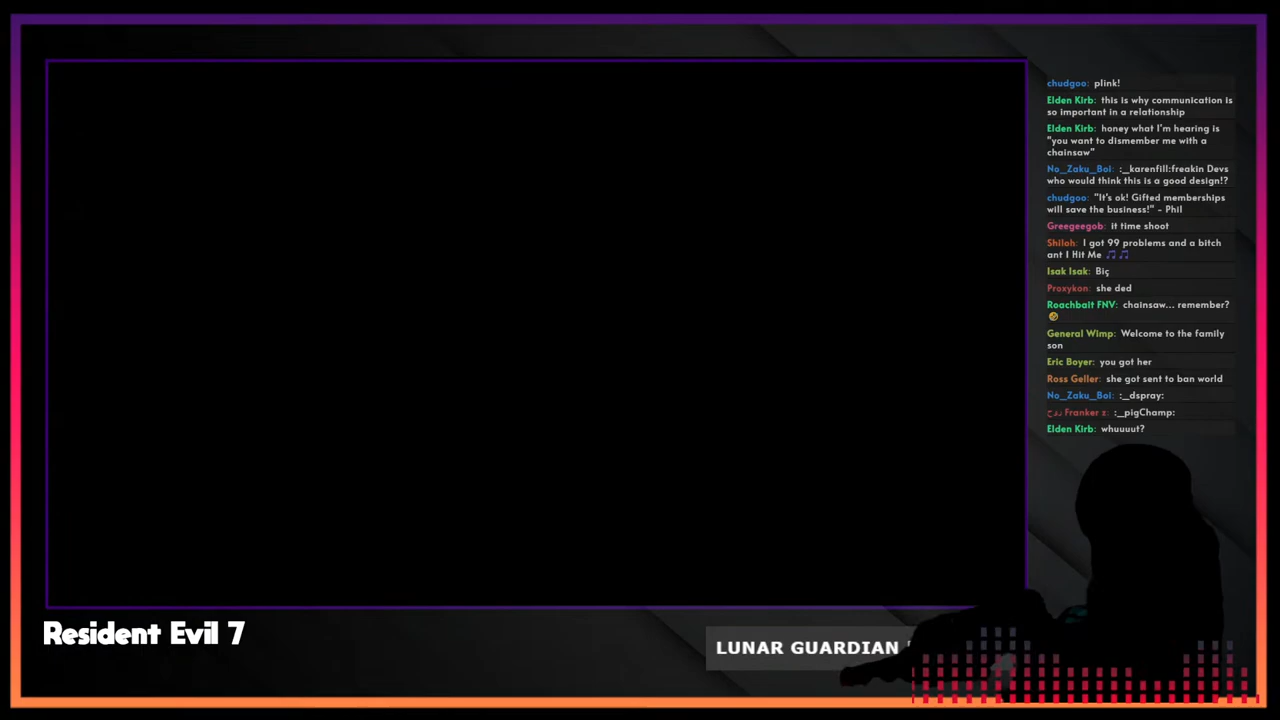 chudgoo: plink!
Elden Kirb: this is why communication is
so important in a relationship
Elden Kirb: honey what I'm hearing is
"you want to dismember me with a
chainsaw"
No_Zaku_Boi: :_karenfill:freakin Devs
who would think this is a good design!?
chudgoo: "It's ok! Gifted memberships
will save the business!" - Phil
Greegeegob: it time shoot
Shiloh: I got 99 problems and a bitch
ant I Hit Me 🎵🎵
Isak Isak: Biç
Proxykon: she ded
Roachbait FNV: chainsaw... remember?
🤣
General Wimp: Welcome to the family
son
Eric Boyer: you got her
Ross Geller: she got sent to ban world
No_Zaku_Boi: :_dspray:
Franker z: :_pigChamp:
Elden Kirb: whuuuut?
Resident Evil 7
LUNAR GUARDIAN